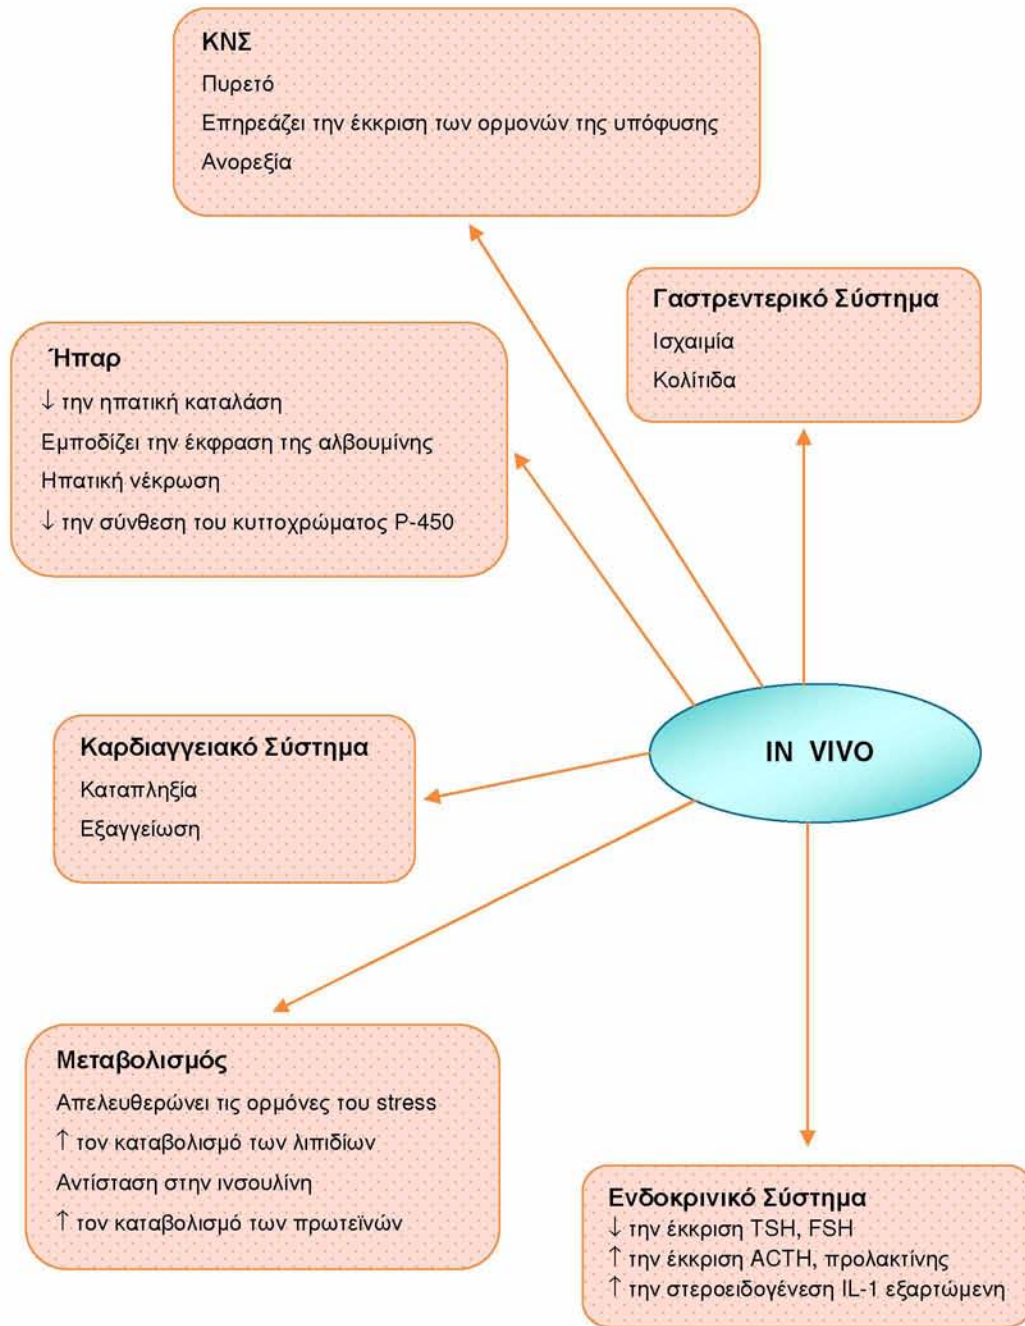 ΚΝΣ
Πυρετό
Επηρεάζει την έκκριση των ορμονών της υπόφυσης
Ανορεξία
Γαστρεντερικό Σύστημα
Ισχαιμία
Κολίτιδα
Ήπαρ
↓ την ηπατική καταλάση
Εμποδίζει την έκφραση της αλβουμίνης
Ηπατική νέκρωση
↓ την σύνθεση του κυττοχρώματος P-450
Καρδιαγγειακό Σύστημα
Καταπληξία
Εξαγγείωση
IN VIVO
Μεταβολισμός
Απελευθερώνει τις ορμόνες του stress
↑ τον καταβολισμό των λιπιδίων
Αντίσταση στην ινσουλίνη
↑ τον καταβολισμό των πρωτεϊνών
Ενδοκρινικό Σύστημα
↓ την έκκριση TSH, FSH
↑ την έκκριση ACTH, προλακτίνης
↑ την στεροειδογένεση IL-1 εξαρτώμενη